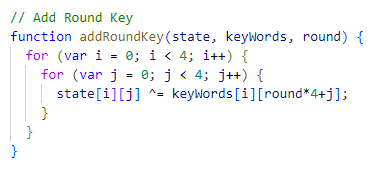 // Add Round Key
function addRoundKey(state, keyWords, round) {
  for (var i = 0; i < 4; i++) {
    for (var j = 0; j < 4; j++) {
      state[i][j] ^= keyWords[i][round*4+j];
    }
  }
}